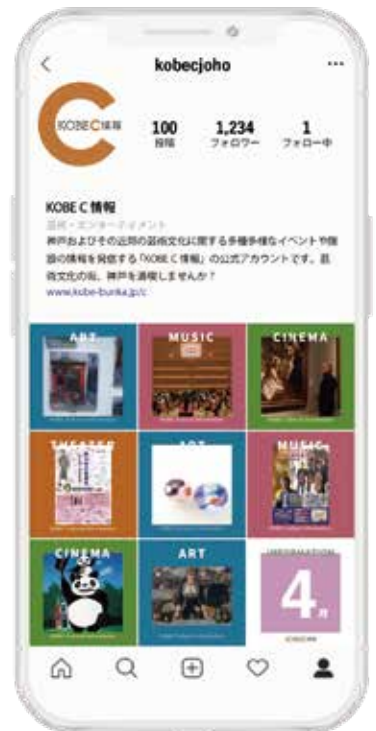 kobecjoho
KOBE C 情報
100
1,234
1
投稿
フォロワー
フォロー中
KOBE C 情報
芸術・エンターテイメント
神戸およびその近郊の芸術文化に関する多種多様なイベントや施
設の情報を発信する「KOBE C 情報」の公式アカウントです。芸
術文化の街、神戸を満喫しませんか?
www.kobe-bunka.jp/c
ART
MUSIC
CINEMA
THEATER
ART
MUSIC
CINEMA
ART
INFORMATION
4月